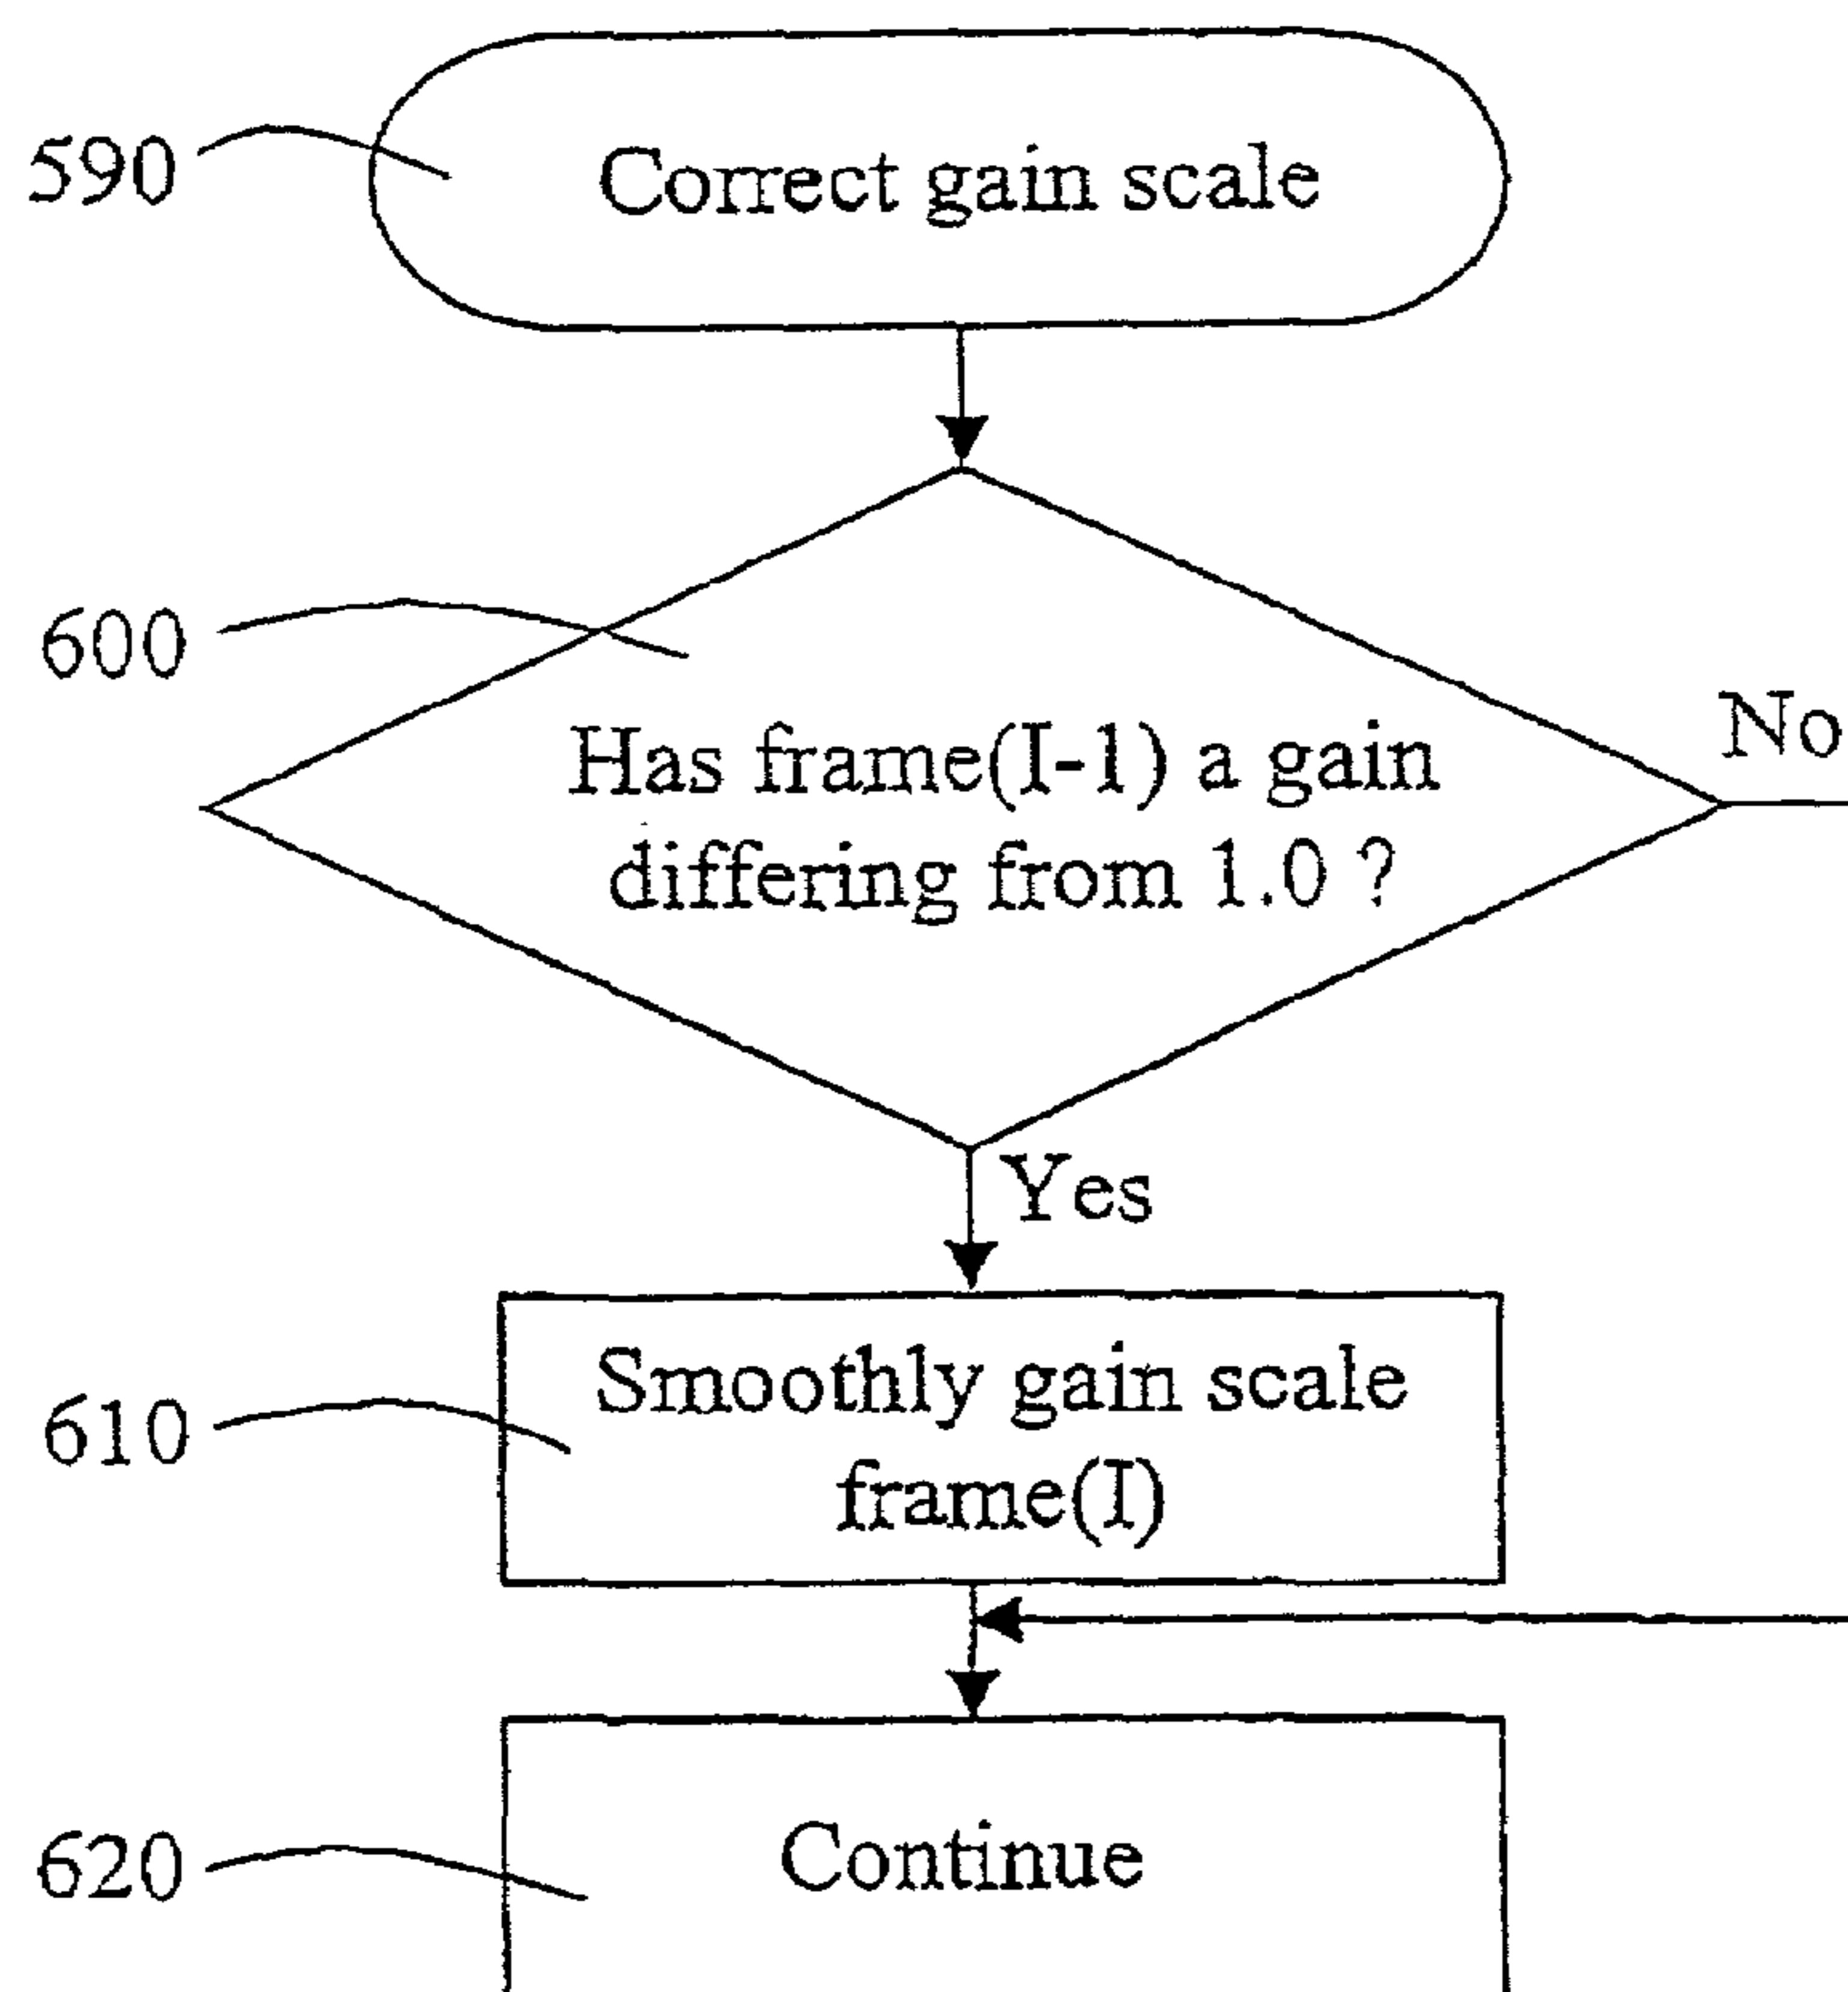 590
Correct gain scale
600
No
Has frame(I-1) a gain
differing from 1.0 ?
Yes
610
Smoothly gain scale
frame(I)
620
Continue